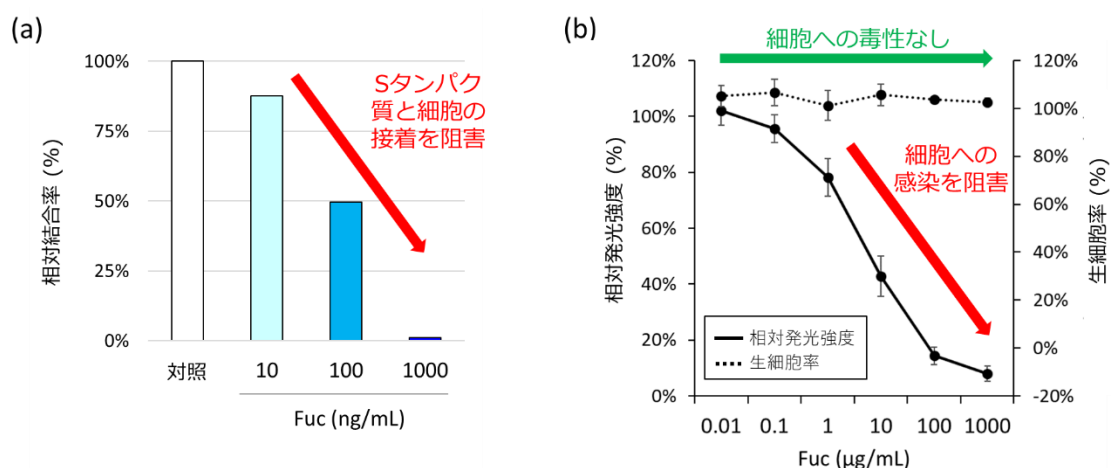 (a)
100%
75%
50%
25%
0%
相対結合率 (%)
Sタンパク
質と細胞の
接着を阻害
対照
10
100
1000
Fuc (ng/mL)
(b)
細胞への毒性なし
120%
100%
80%
60%
40%
20%
0%
相対発光強度 (%)
細胞への
感染を阻害
相対発光強度
生細胞率
120%
100%
80%
60%
40%
20%
0%
-20%
生細胞率 (%)
0.01
0.1
1
10
100
1000
Fuc (μg/mL)